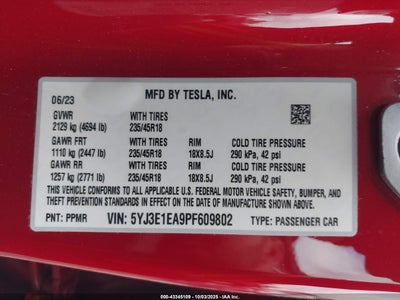 MFD BY TESLA, INC.
06/23
GVWR WITH TIRES
2129 kg (4694 lb) 235/45R18
GAWR FRT WITH TIRES RIM COLD TIRE PRESSURE
1110 kg (2447 lb) 235/45R18 18X8.5J 290 kPa, 42 psi
GAWR RR WITH TIRES RIM COLD TIRE PRESSURE
1257 kg (2771 lb) 235/45R18 18X8.5J 290 kPa, 42 psi
THIS VEHICLE CONFORMS TO ALL APPLICABLE U.S. FEDERAL MOTOR VEHICLE SAFETY, BUMPER, AND
THEFT PREVENTION STANDARDS IN EFFECT ON THE DATE OF MANUFACTURE SHOWN ABOVE.
PNT: PPMR VIN: 5YJ3E1EA9PF609802 TYPE: PASSENGER CAR
000-43345109 - 10/03/2025 - IAA Inc.